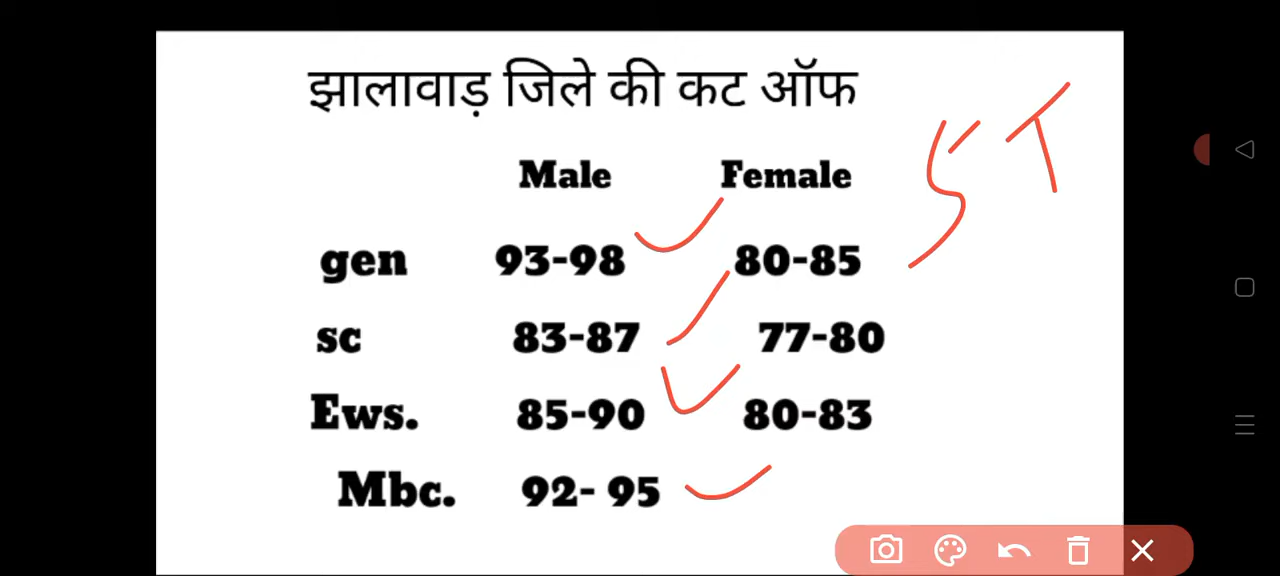 झालावाड़ जिले की कट ऑफ
ST
Male Female
gen 93-98 80-85
sc 83-87 77-80
Ews. 85-90 80-83
Mbc. 92- 95